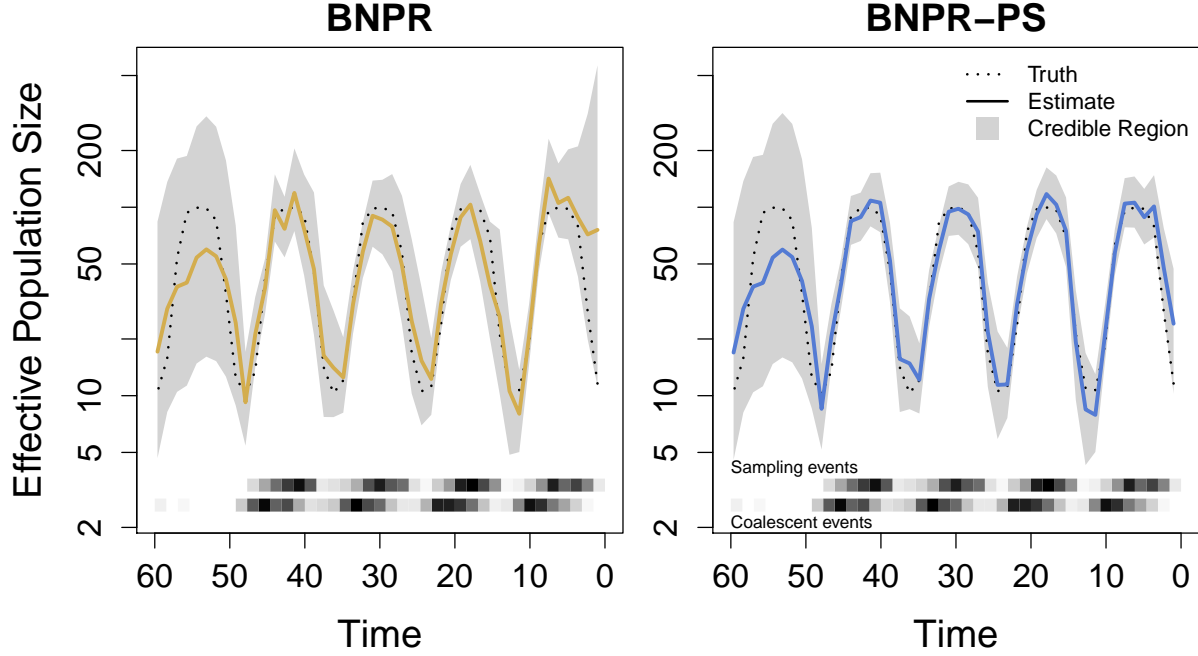 BNPR
BNPR−PS
Effective Population Size
200
50
10
5
2
60 50 40 30 20 10 0
Time
Truth
Estimate
Credible Region
200
50
10
5
2
Sampling events
Coalescent events
60 50 40 30 20 10 0
Time